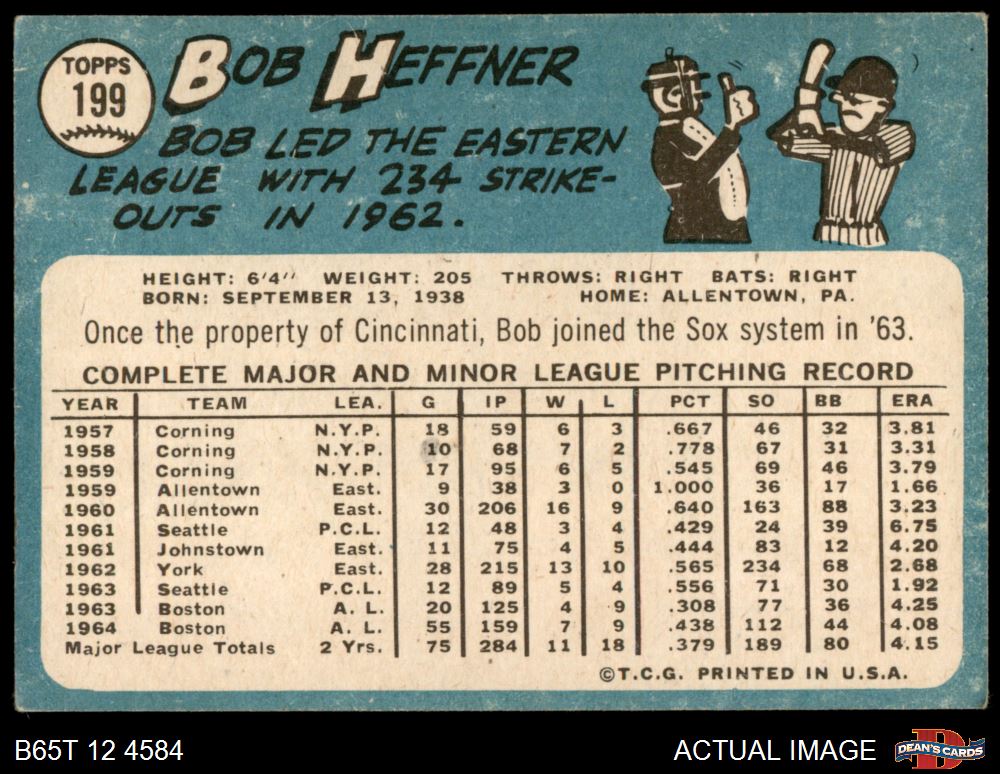 TOPPS
199
BOB HEFFNER
BOB LED THE EASTERN
LEAGUE WITH 234 STRIKE-
OUTS IN 1962.
HEIGHT: 6'4" WEIGHT: 205 THROWS: RIGHT BATS: RIGHT
BORN: SEPTEMBER 13, 1938 HOME: ALLENTOWN, PA.
Once the property of Cincinnati, Bob joined the Sox system in '63.
COMPLETE MAJOR AND MINOR LEAGUE PITCHING RECORD
YEAR TEAM LEA. G IP W L PCT SO BB ERA
1957 Corning N.Y.P. 18 59 6 3 .667 46 32 3.81
1958 Corning N.Y.P. 10 68 7 2 .778 67 31 3.31
1959 Corning N.Y.P. 17 95 6 5 .545 69 46 3.79
1959 Allentown East. 9 38 3 0 1.000 36 17 1.66
1960 Allentown East. 30 206 16 9 .640 163 88 3.23
1961 Seattle P.C.L. 12 48 3 4 .429 24 39 6.75
1961 Johnstown East. 11 75 4 5 .444 83 12 4.20
1962 York East. 28 215 13 10 .565 234 68 2.68
1963 Seattle P.C.L. 12 89 5 4 .556 71 30 1.92
1963 Boston A. L. 20 125 4 9 .308 77 36 4.25
1964 Boston A. L. 55 159 7 9 .438 112 44 4.08
Major League Totals 2 Yrs. 75 284 11 18 .379 189 80 4.15
©T.C.G. PRINTED IN U.S.A.
B65T 12 4584 ACTUAL IMAGE D DEAN'S CARDS